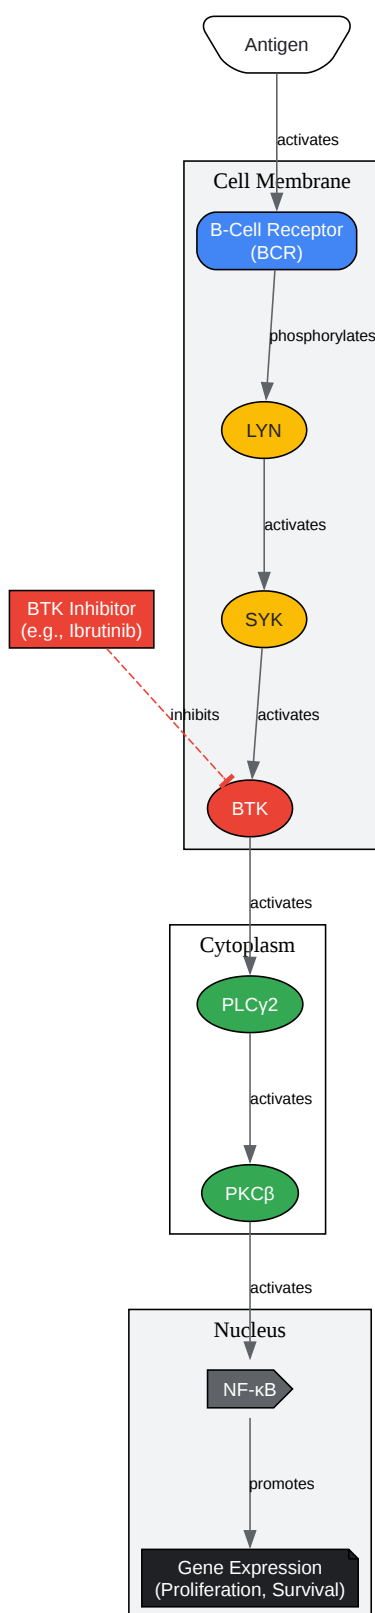 Antigen
activates
Cell Membrane
B-Cell Receptor
(BCR)
phosphorylates
LYN
activates
SYK
BTK Inhibitor
(e.g., Ibrutinib)
inhibits
activates
BTK
activates
Cytoplasm
PLCγ2
activates
PKCβ
activates
Nucleus
NF-κB
promotes
Gene Expression
(Proliferation, Survival)